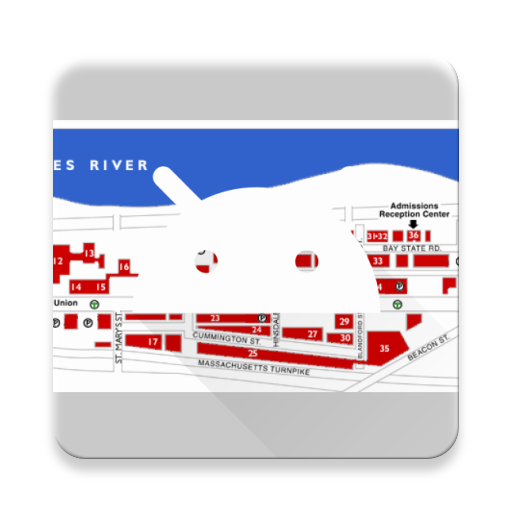 ES RIVER
Admissions
Reception Center
31•32
36
BAY STATE RD.
12
13
16
33
14
15
Union
P
P
P
T
T
23
P
24
29
27
30
17
CUMMINGTON ST.
HINSDALE
BLANDFORD ST
ST. MARY'S ST.
25
35
MASSACHUSETTS TURNPIKE
BEACON ST.